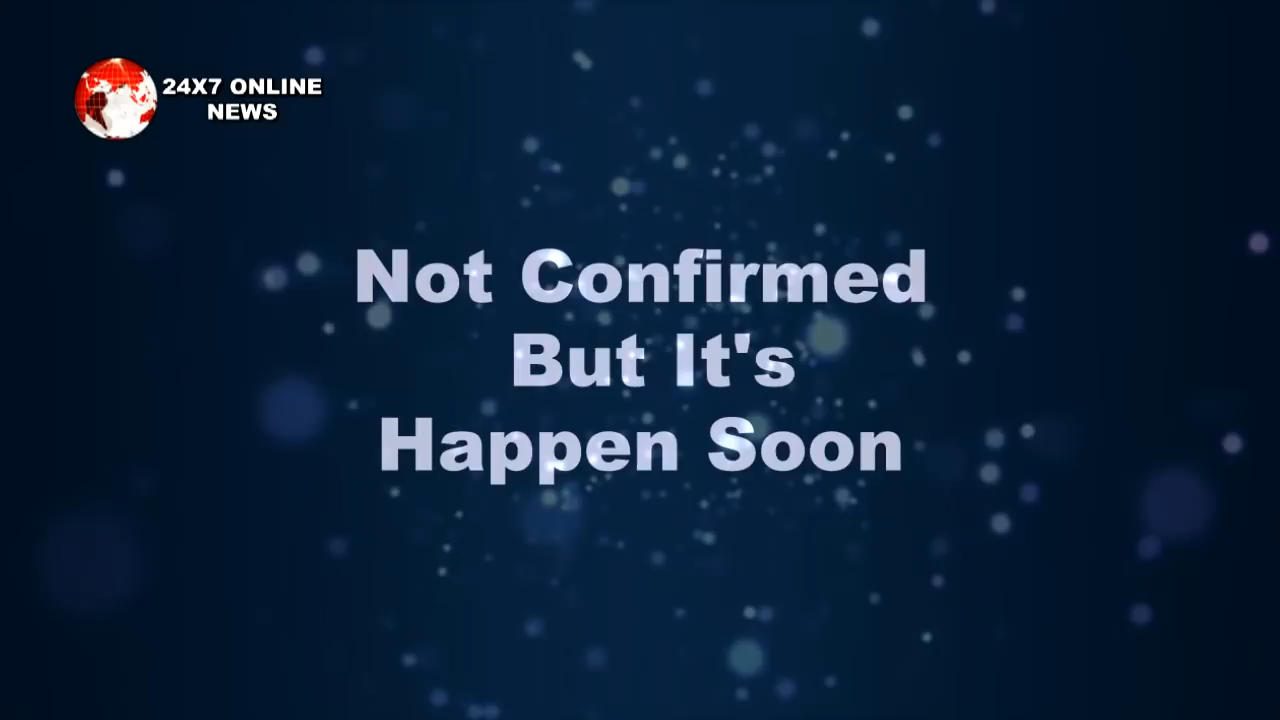 24X7 ONLINE
NEWS
Not Confirmed
But It's
Happen Soon